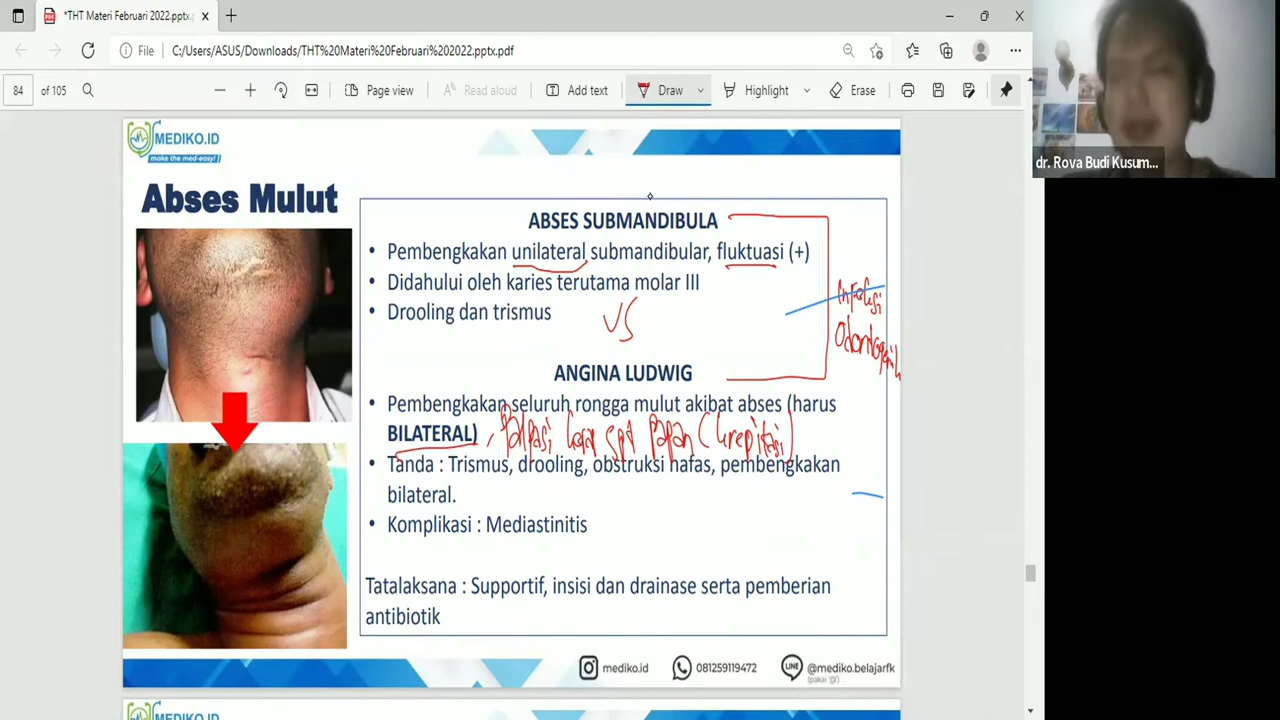 *THT Materi Februari 2022.pptx.p
File
C:/Users/ASUS/Downloads/THT%20Materi%20Februari%202022.pptx.pdf
84 of 105
Page view
Read aloud
Add text
Draw
Highlight
Erase
dr. Rova Budi Kusum...
MEDIKO.ID
make the med-easy!
Abses Mulut
ABSES SUBMANDIBULA
• Pembengkakan unilateral submandibular, fluktuasi (+)
• Didahului oleh karies terutama molar III
• Drooling dan trismus
VS
Infeksi
Odontogenik
ANGINA LUDWIG
• Pembengkakan seluruh rongga mulut akibat abses (harus
BILATERAL) , Palpasi keras spt papan (krepitasi)
• Tanda : Trismus, drooling, obstruksi nafas, pembengkakan
bilateral.
• Komplikasi : Mediastinitis
Tatalaksana : Supportif, insisi dan drainase serta pemberian
antibiotik
mediko.id
081259119472
@mediko.belajarfk
(pakai '@')
MEDIKO.ID